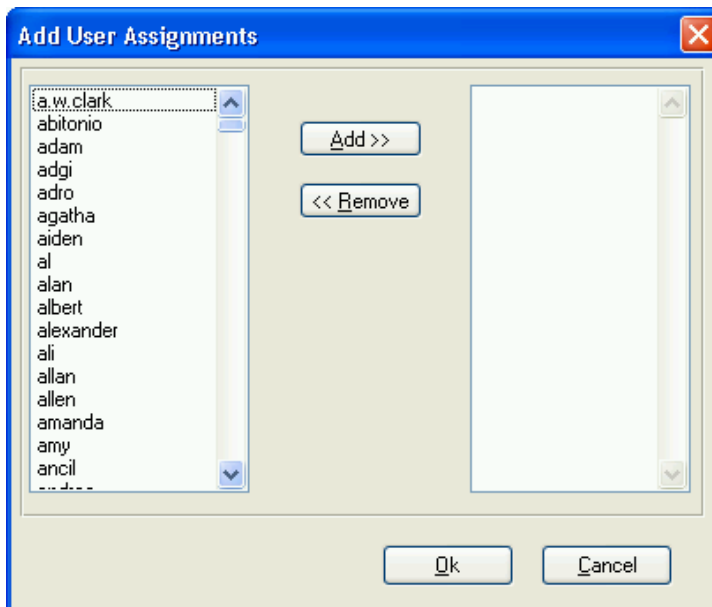 Add User Assignments
a.w.clark
abitonio
adam
adgi
adro
agatha
aiden
al
alan
albert
alexander
ali
allan
allen
amanda
amy
ancil
Add >>
<< Remove
Ok
Cancel